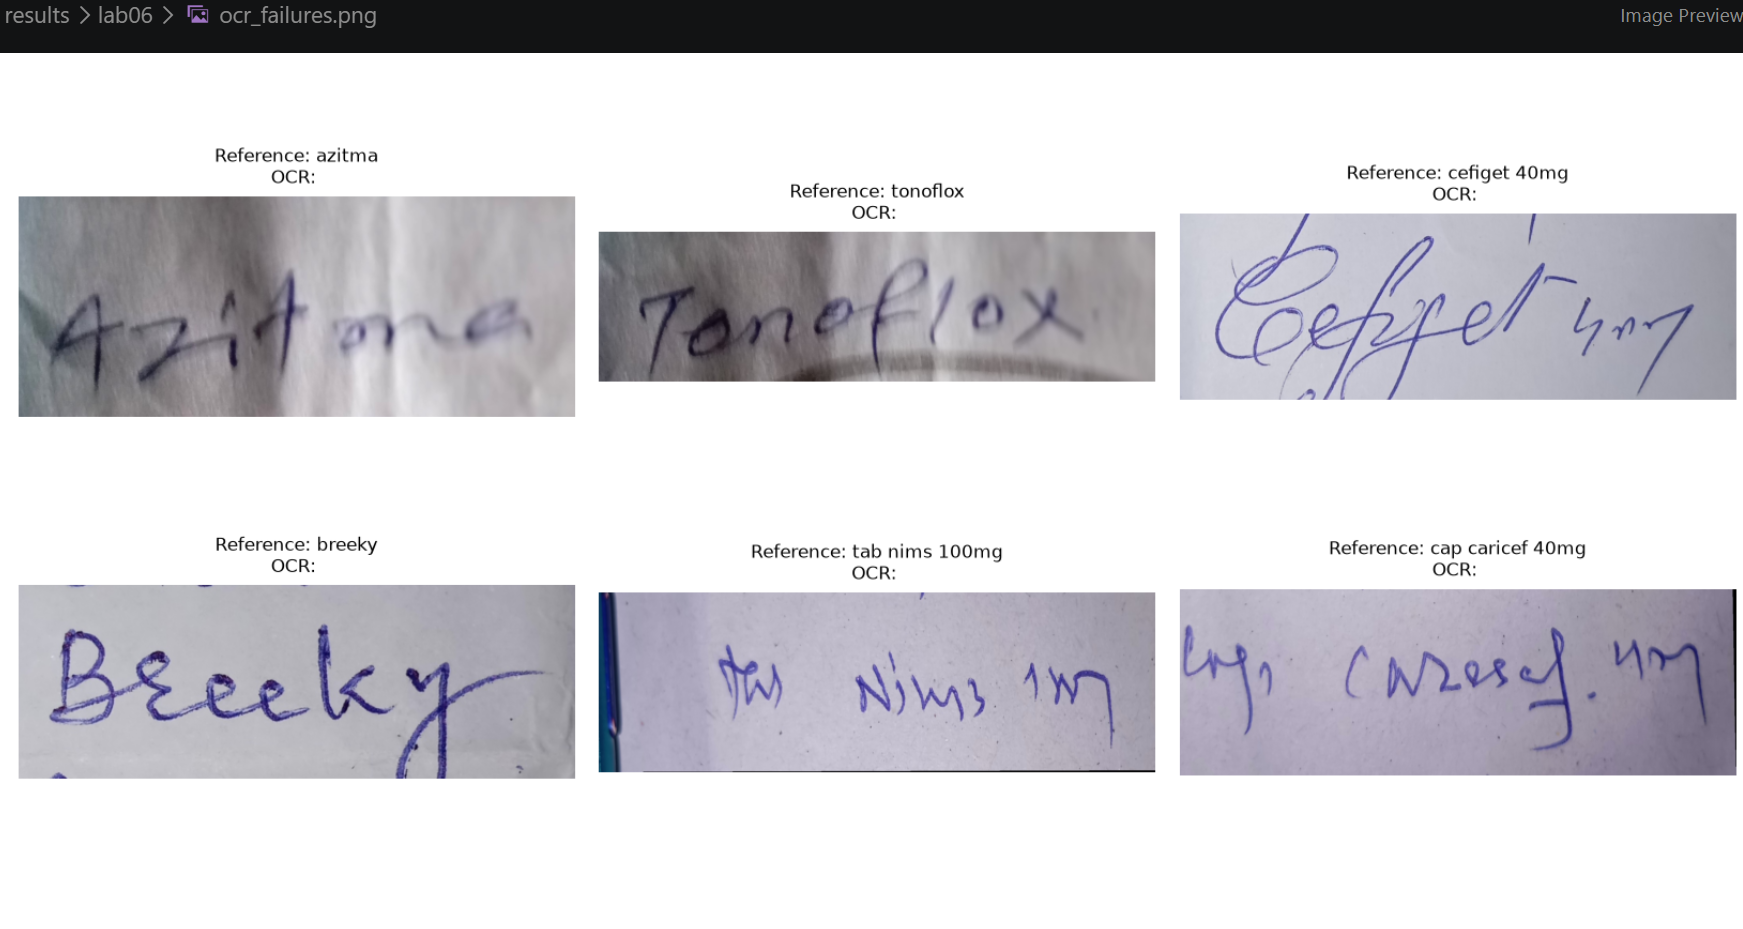 results > lab06 > ocr_failures.png
Image Preview
Reference: azitma
OCR:
Azitma
Reference: tonoflox
OCR:
Tonoflox
Reference: cefiget 40mg
OCR:
Cefiget
Reference: breeky
OCR:
Breeky
Reference: tab nims 100mg
OCR:
Nims
Reference: cap caricef 40mg
OCR: